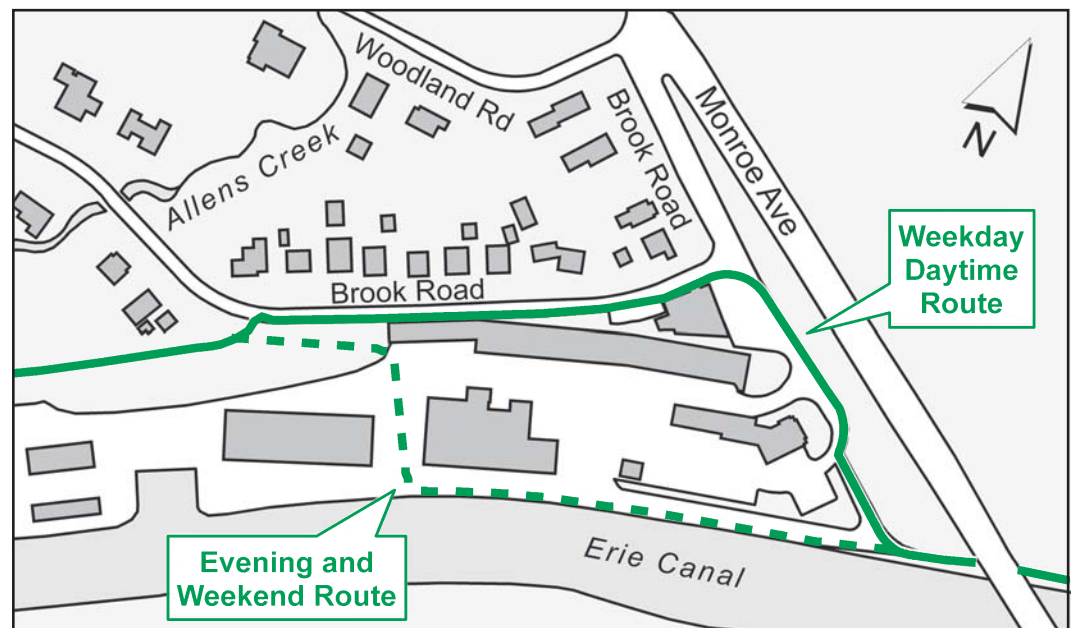 Woodland Rd
Brook Road
Monroe Ave
N
Allens Creek
Weekday
Daytime
Route
Brook Road
Evening and
Weekend Route
Erie Canal